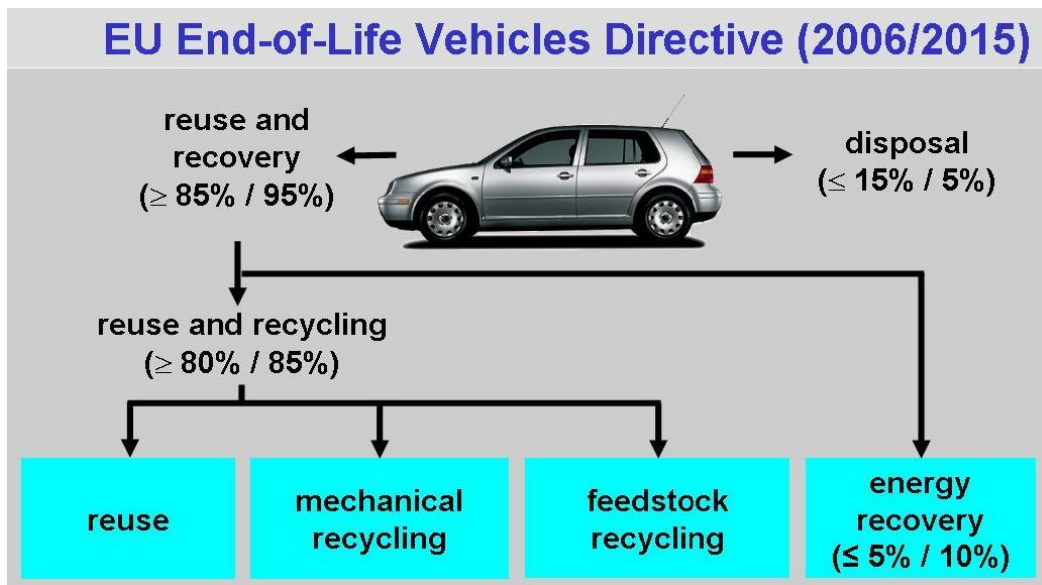 EU End-of-Life Vehicles Directive (2006/2015)
reuse and
recovery
(≥ 85% / 95%)
disposal
(≤ 15% / 5%)
reuse and recycling
(≥ 80% / 85%)
reuse
mechanical
recycling
feedstock
recycling
energy
recovery
(≤ 5% / 10%)